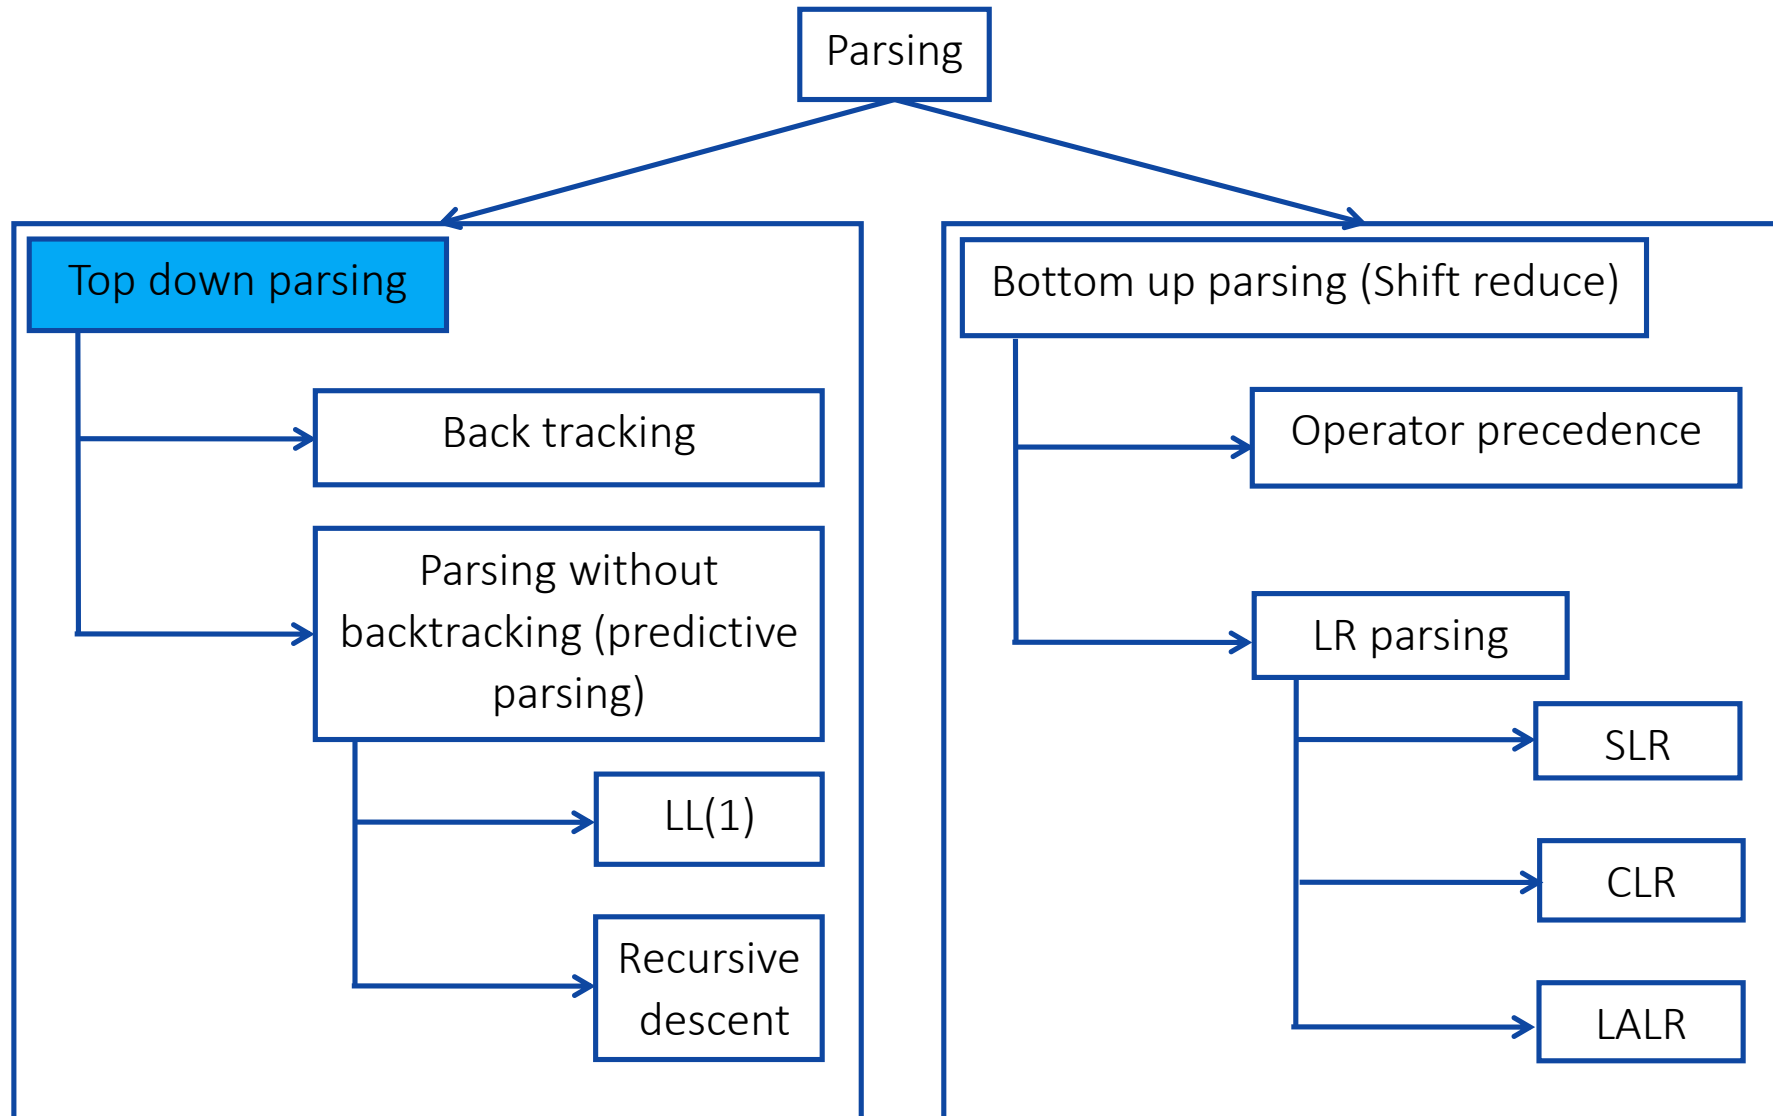 Parsing
Top down parsing
Back tracking
Parsing without
backtracking (predictive
parsing)
LL(1)
Recursive
descent
Bottom up parsing (Shift reduce)
Operator precedence
LR parsing
SLR
CLR
LALR